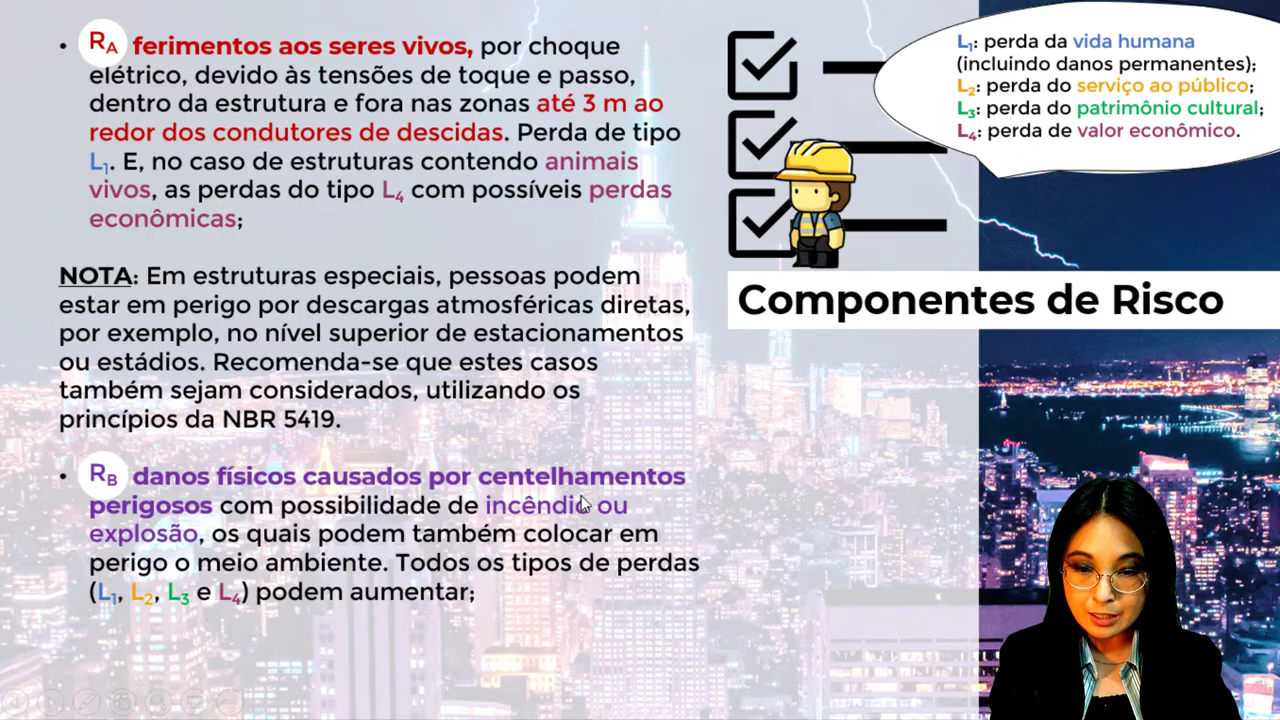 • RA ferimentos aos seres vivos, por choque
elétrico, devido às tensões de toque e passo,
dentro da estrutura e fora nas zonas até 3 m ao
redor dos condutores de descidas. Perda de tipo
L1. E, no caso de estruturas contendo animais
vivos, as perdas do tipo L4 com possíveis perdas
econômicas;
NOTA: Em estruturas especiais, pessoas podem
estar em perigo por descargas atmosféricas diretas,
por exemplo, no nível superior de estacionamentos
ou estádios. Recomenda-se que estes casos
também sejam considerados, utilizando os
princípios da NBR 5419.
• RB danos físicos causados por centelhamentos
perigosos com possibilidade de incêndio ou
explosão, os quais podem também colocar em
perigo o meio ambiente. Todos os tipos de perdas
(L1, L2, L3 e L4) podem aumentar;
L1: perda da vida humana
(incluindo danos permanentes);
L2: perda do serviço ao público;
L3: perda do patrimônio cultural;
L4: perda de valor econômico.
Componentes de Risco